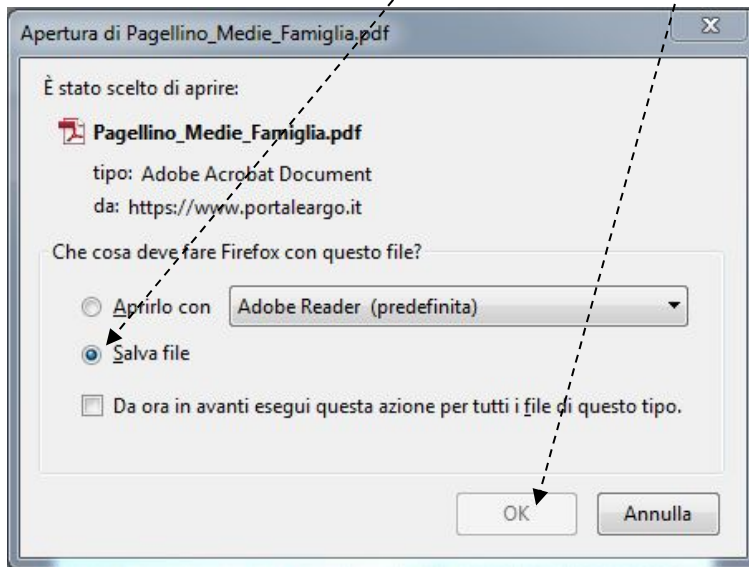 Apertura di Pagellino_Medie_Famiglia.pdf
È stato scelto di aprire:
Pagellino_Medie_Famiglia.pdf
tipo: Adobe Acrobat Document
da: https://www.portaleargo.it
Che cosa deve fare Firefox con questo file?
Aprirlo con Adobe Reader (predefinita)
Salva file
Da ora in avanti esegui questa azione per tutti i file di questo tipo.
OK Annulla